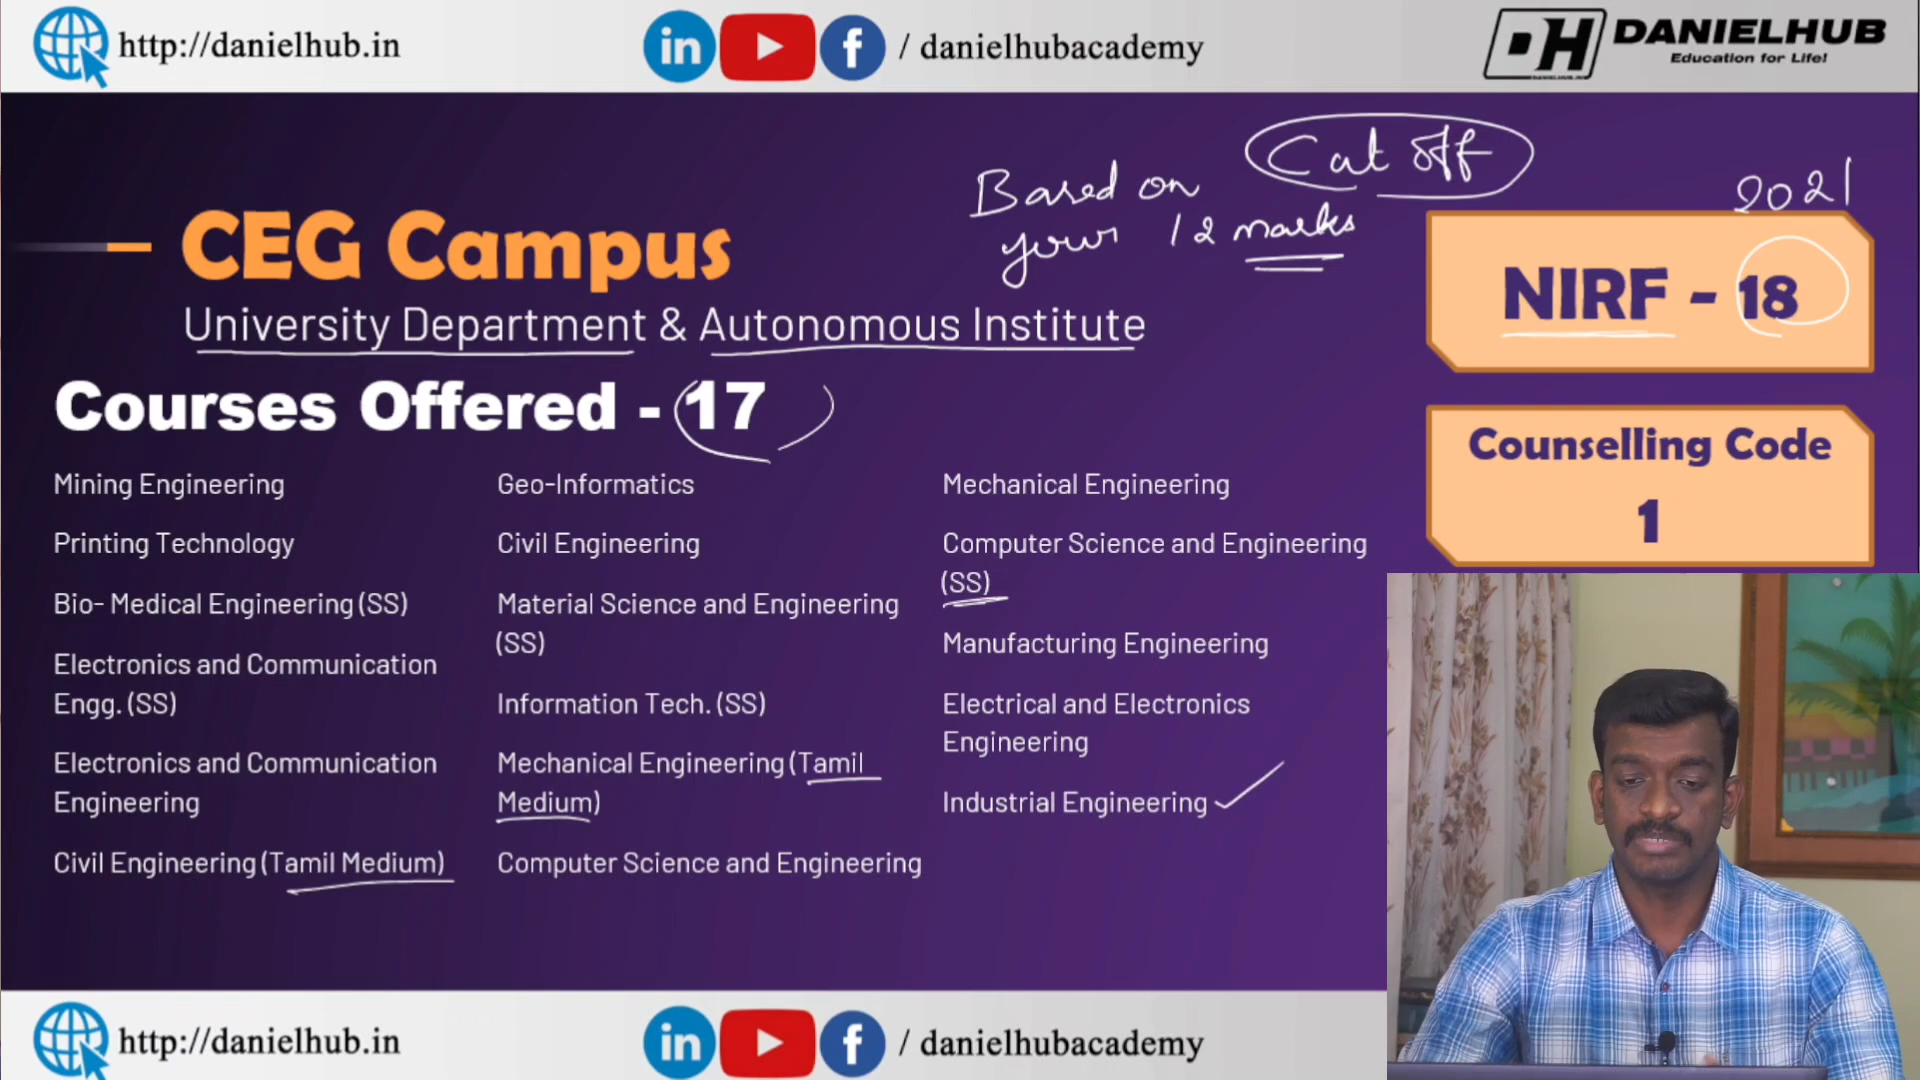 http://danielhub.in
in
f
/ danielhubacademy
DH
DANIELHUB
Education for Life!
Based on Cut off
your 12 marks
2021
CEG Campus
University Department & Autonomous Institute
NIRF - 18
Courses Offered - 17
Counselling Code
1
Mining Engineering
Printing Technology
Bio- Medical Engineering (SS)
Electronics and Communication
Engg. (SS)
Electronics and Communication
Engineering
Civil Engineering (Tamil Medium)
Geo-Informatics
Civil Engineering
Material Science and Engineering
(SS)
Information Tech. (SS)
Mechanical Engineering (Tamil
Medium)
Computer Science and Engineering
Mechanical Engineering
Computer Science and Engineering
(SS)
Manufacturing Engineering
Electrical and Electronics
Engineering
Industrial Engineering
http://danielhub.in
in
f
/ danielhubacademy